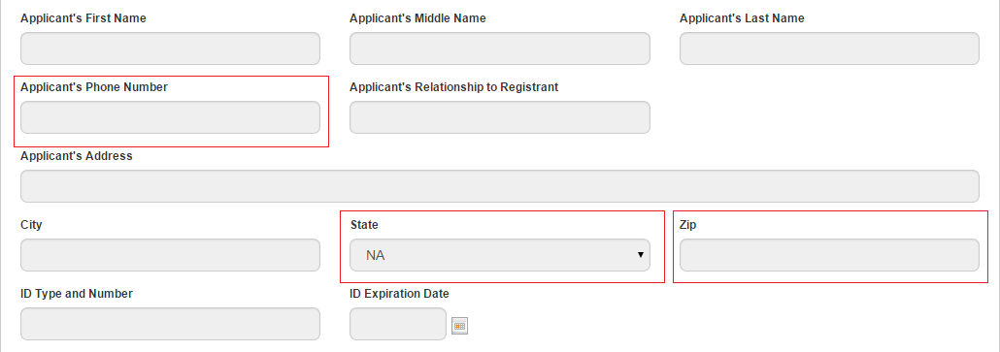 Applicant's First Name Applicant's Middle Name Applicant's Last Name
Applicant's Phone Number Applicant's Relationship to Registrant
Applicant's Address
City State Zip
NA
ID Type and Number ID Expiration Date